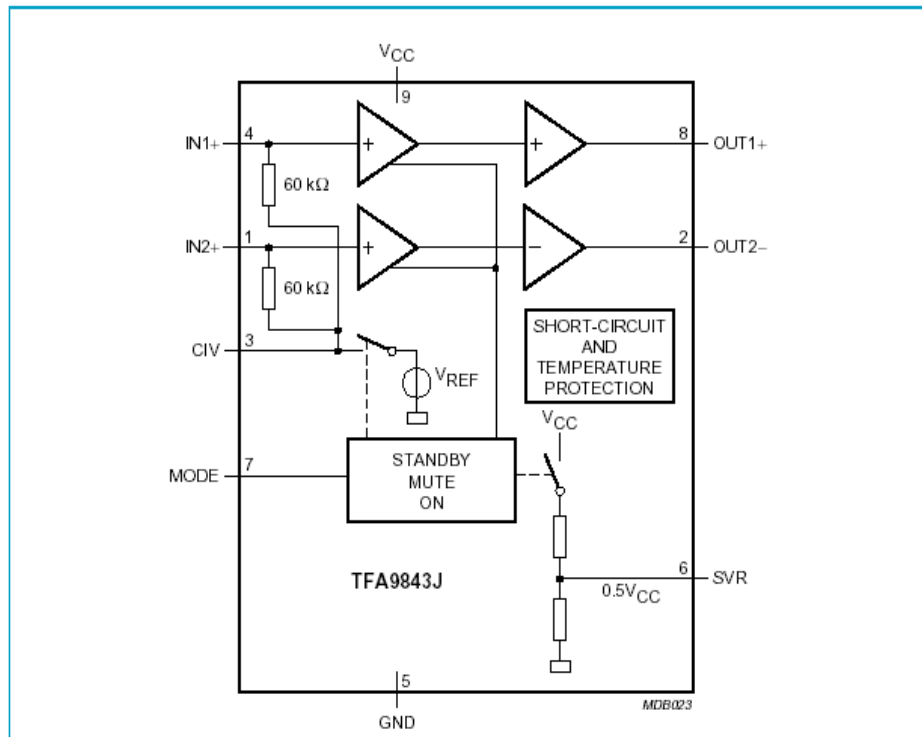 VCC
9
IN1+ 4
+
+
8 OUT1+
60 kΩ
IN2+ 1
+
−
2 OUT2−
60 kΩ
SHORT-CIRCUIT
AND
TEMPERATURE
PROTECTION
CIV 3
VREF
VCC
MODE 7
STANDBY
MUTE
ON
TFA9843J
0.5VCC
6 SVR
5
GND
MDB023